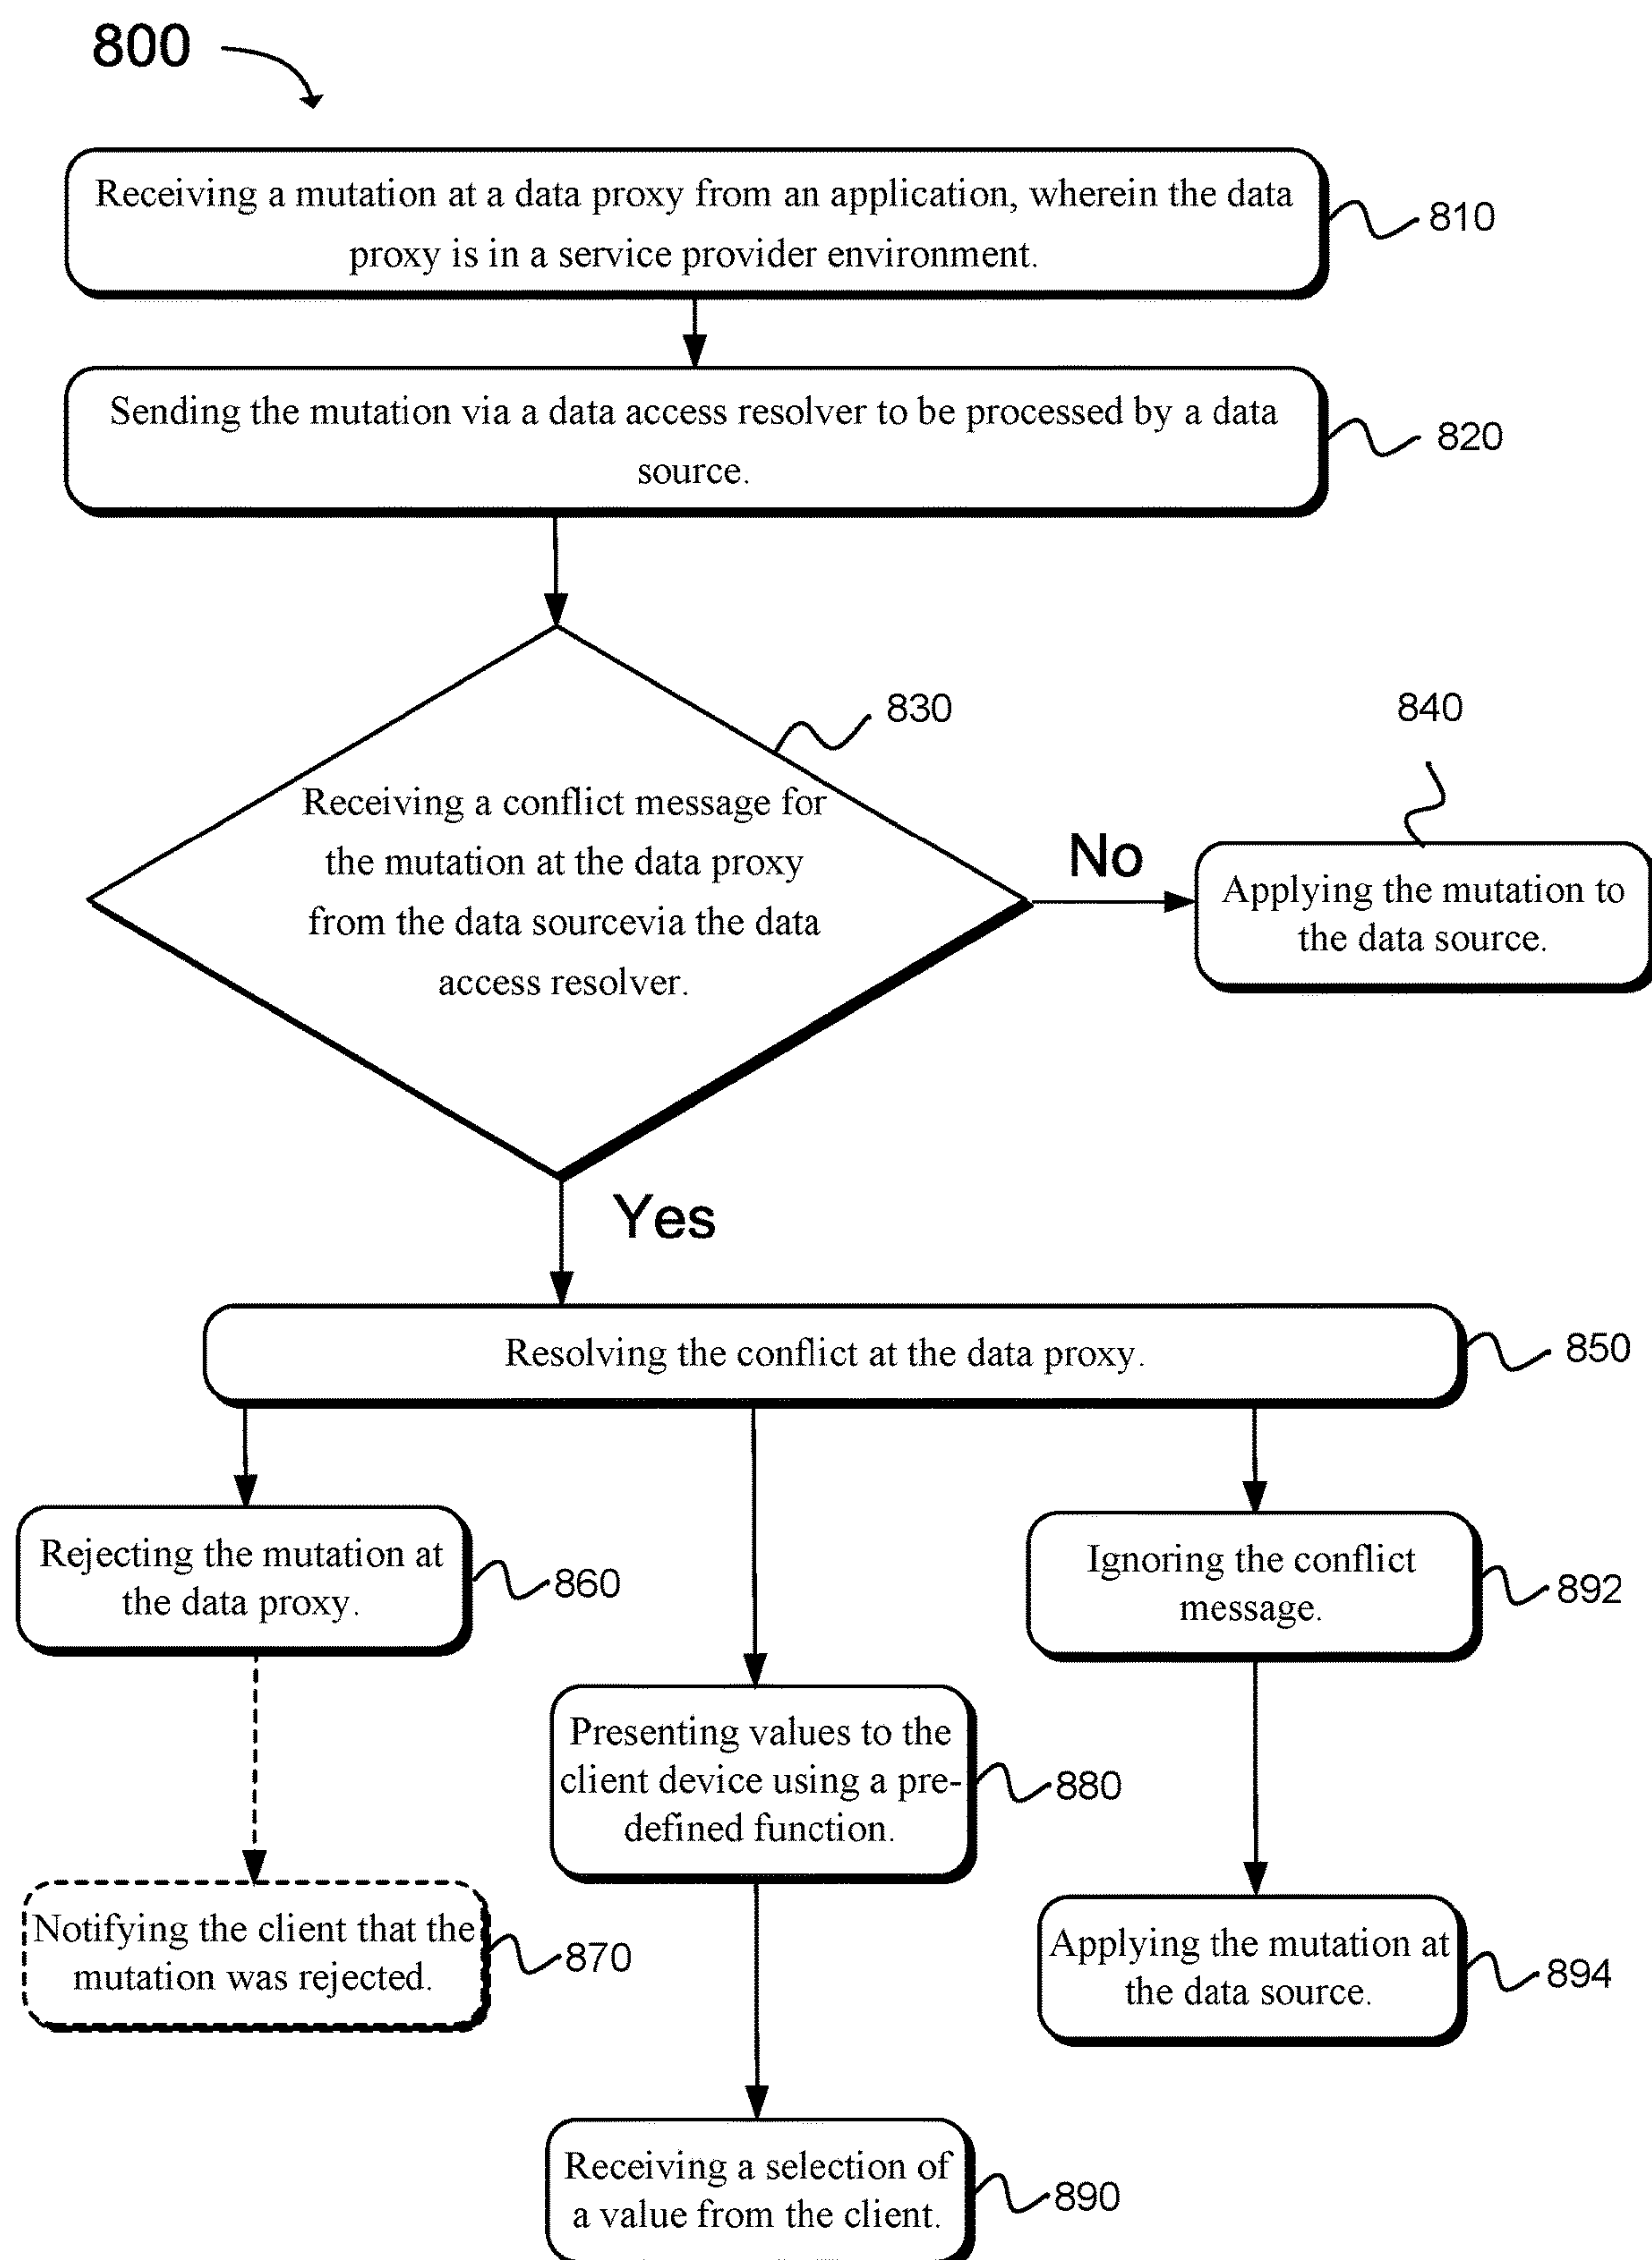 800
Receiving a mutation at a data proxy from an application, wherein the data
proxy is in a service provider environment.
810
Sending the mutation via a data access resolver to be processed by a data
source.
820
830
840
Receiving a conflict message for
the mutation at the data proxy
from the data sourcevia the data
access resolver.
No
Applying the mutation to
the data source.
Yes
Resolving the conflict at the data proxy.
850
Rejecting the mutation at
the data proxy.
860
Ignoring the conflict
message.
892
Presenting values to the
client device using a pre-
defined function.
880
Notifying the client that the
mutation was rejected.
870
Applying the mutation at
the data source.
894
Receiving a selection of
a value from the client.
890